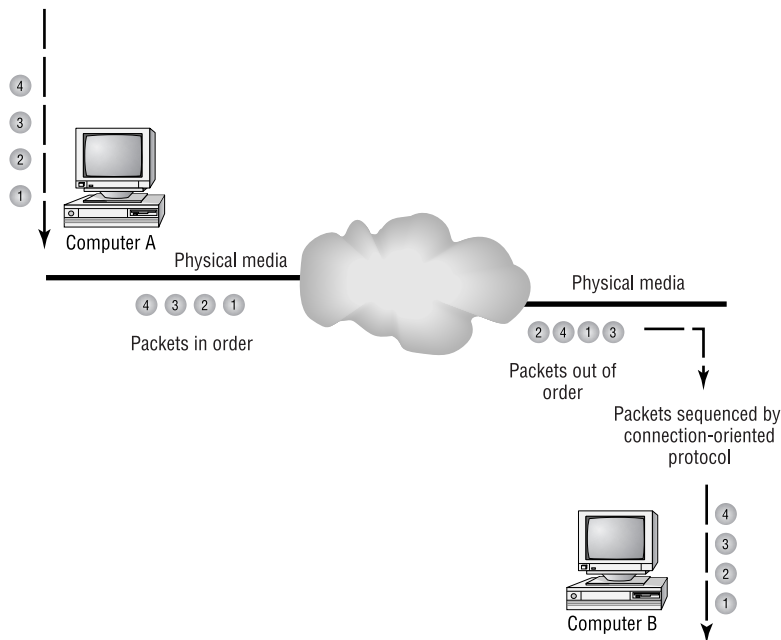 4
3
2
1
Computer A
Physical media
4 3 2 1
Packets in order
Physical media
2 4 1 3
Packets out of
order
Packets sequenced by
connection-oriented
protocol
4
3
2
1
Computer B